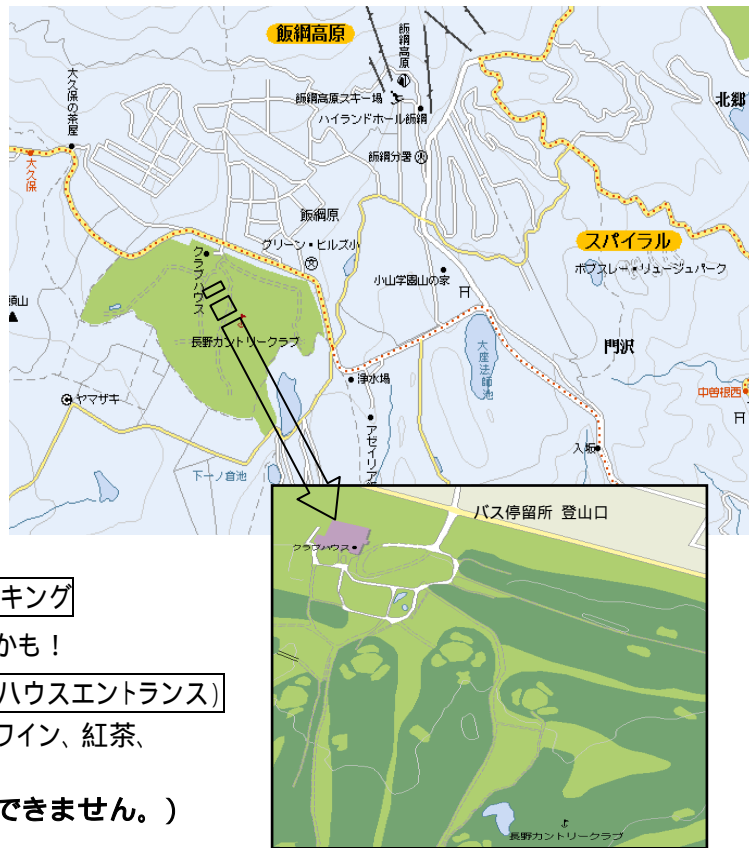 飯綱高原
飯綱高原
大久保の茶屋
飯綱高原スキー場
ハイランドホール飯綱
北郷
飯綱分署
大久保
飯綱原
グリーン・ヒルズ小
スパイラル
ボブスレー・リュージュパーク
クラブハウス
小山学園山の家
頭山
長野カントリークラブ
大座法師池
門沢
浄水場
中曽根西
ヤマザキ
アゼイリア
入坂
下一ノ倉池
バス停留所 登山口
クラブハウス
キング
かも!
ハウスエントランス)
ワイン、紅茶、
できません。)
長野カントリークラブ